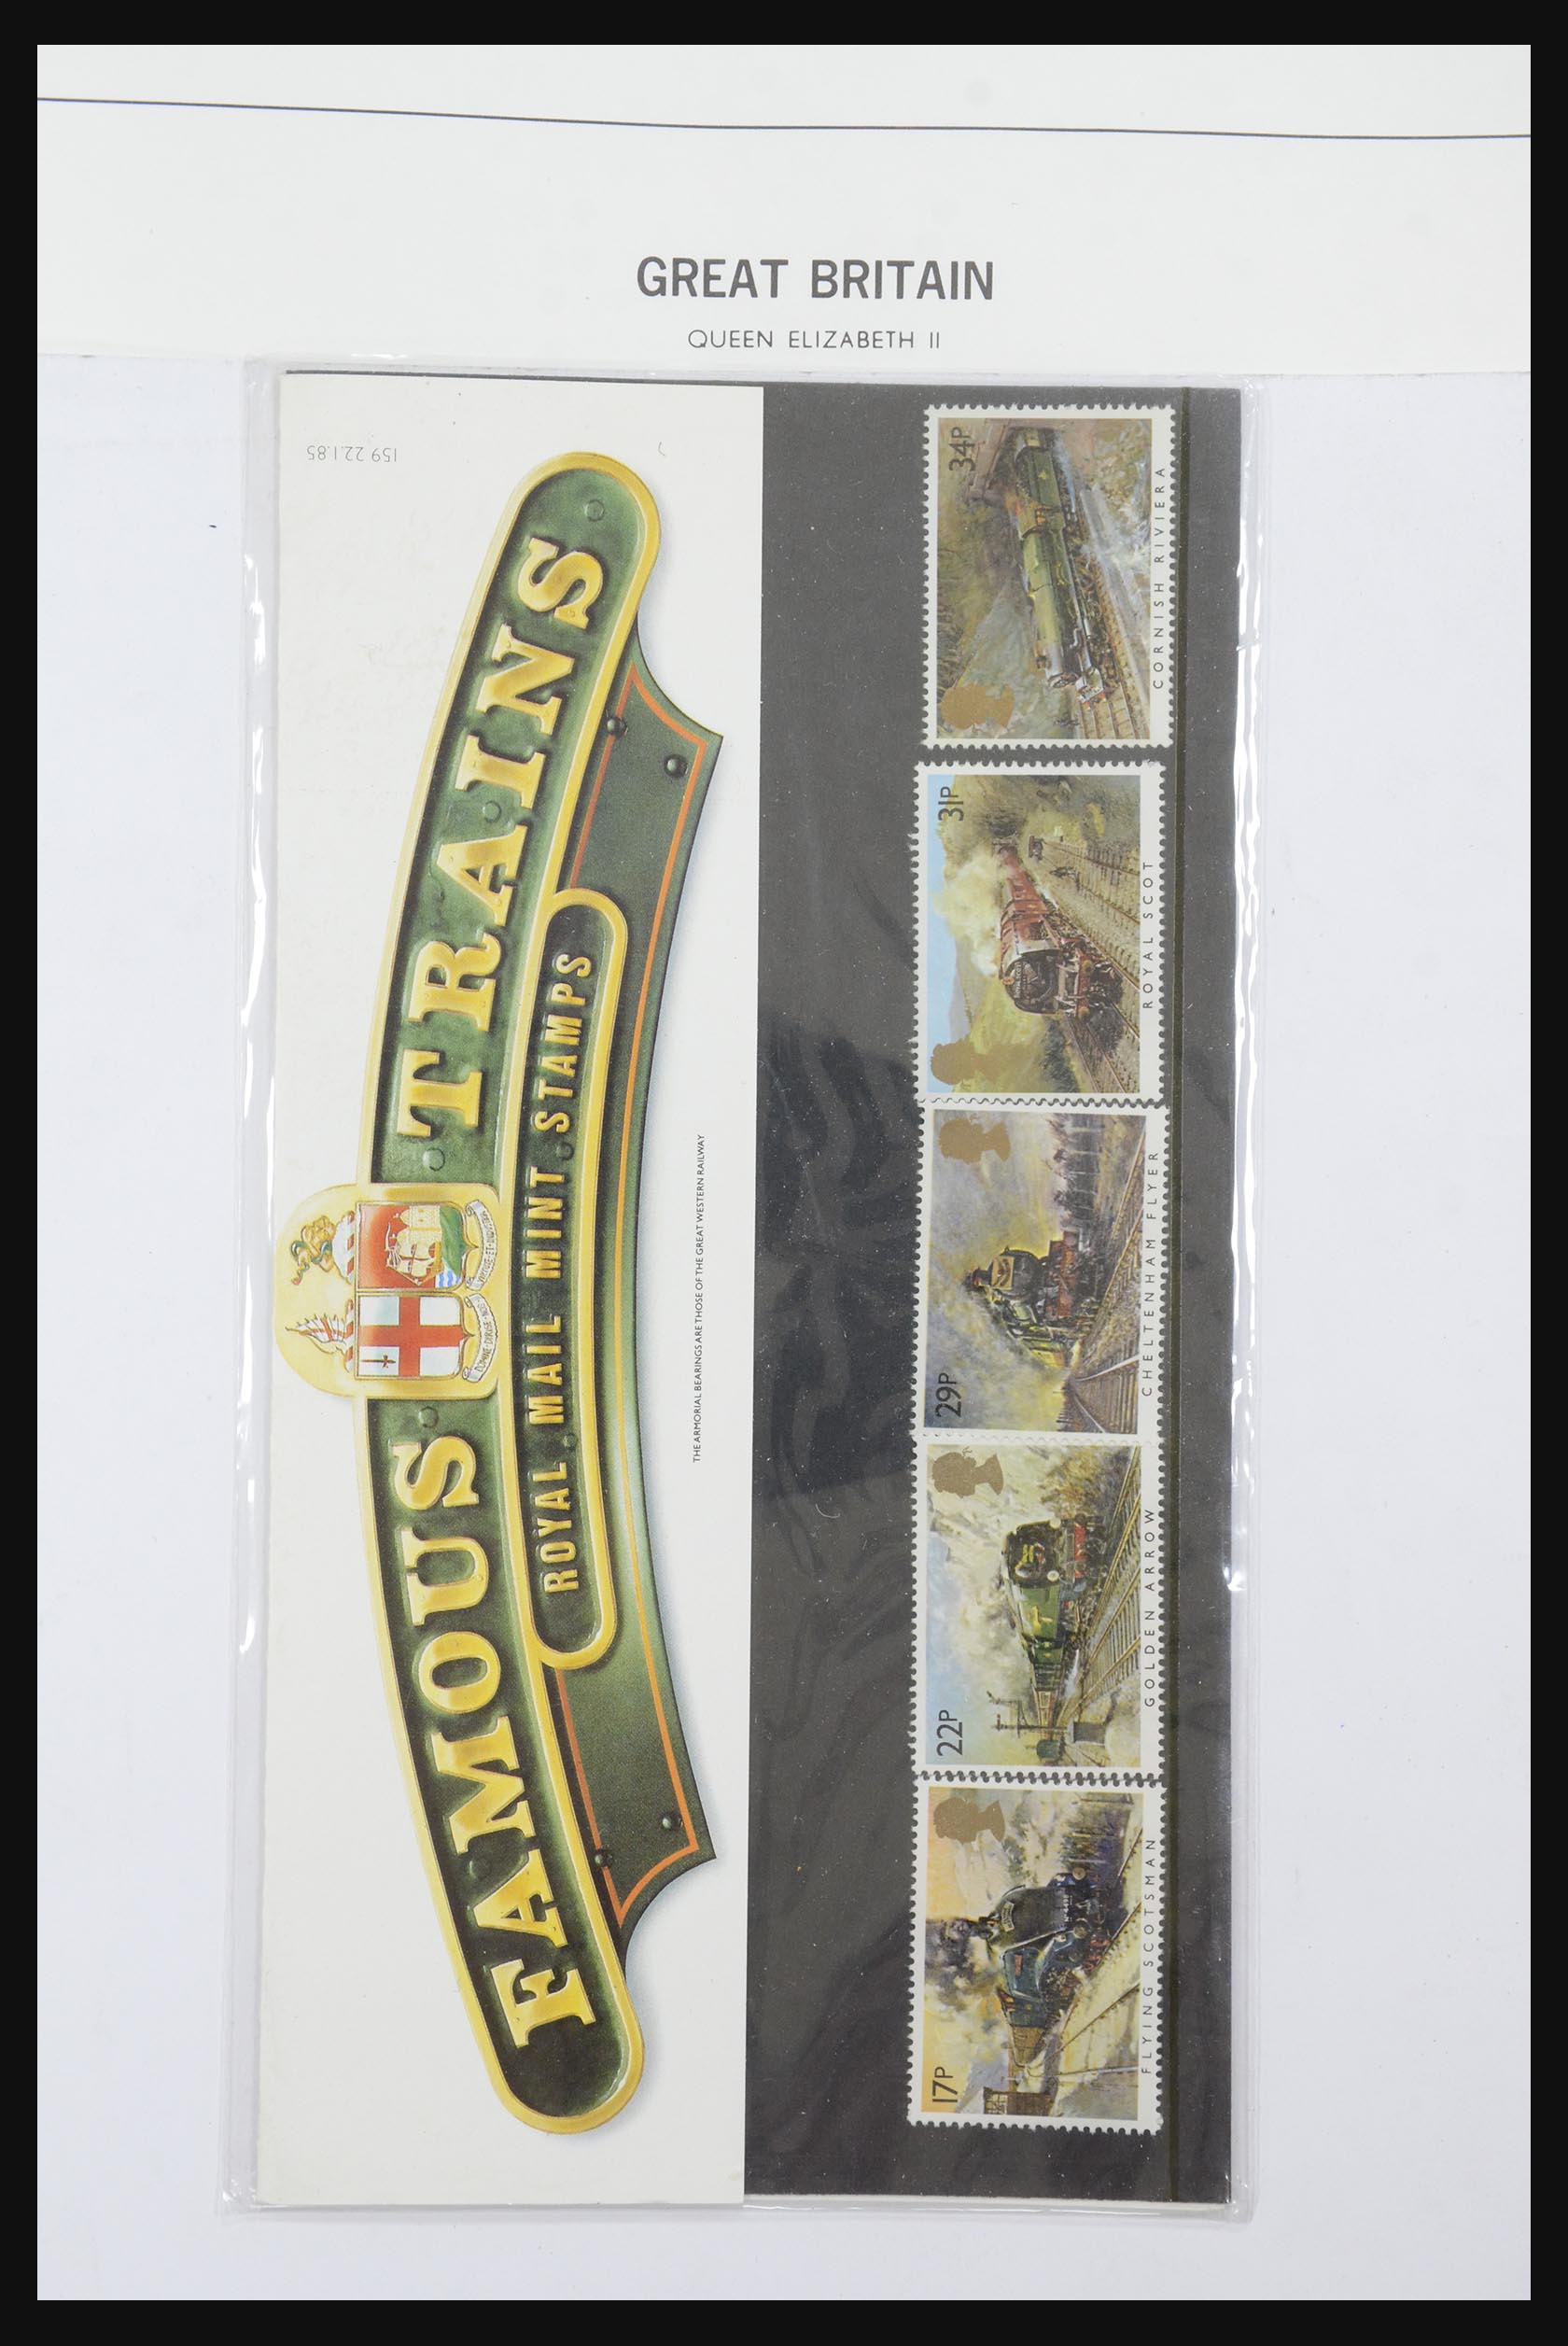 GREAT BRITAIN
QUEEN ELIZABETH II
159 22.1.85
FAMOUS TRAINS
ROYAL MAIL MINT STAMPS
THE ARMORIAL BEARINGS ARE THOSE OF THE GREAT WESTERN RAILWAY
17P
FLYING SCOTSMAN
22P
GOLDEN ARROW
29P
CHELTENHAM FLYER
31P
ROYAL SCOT
34P
CORNISH RIVIERA